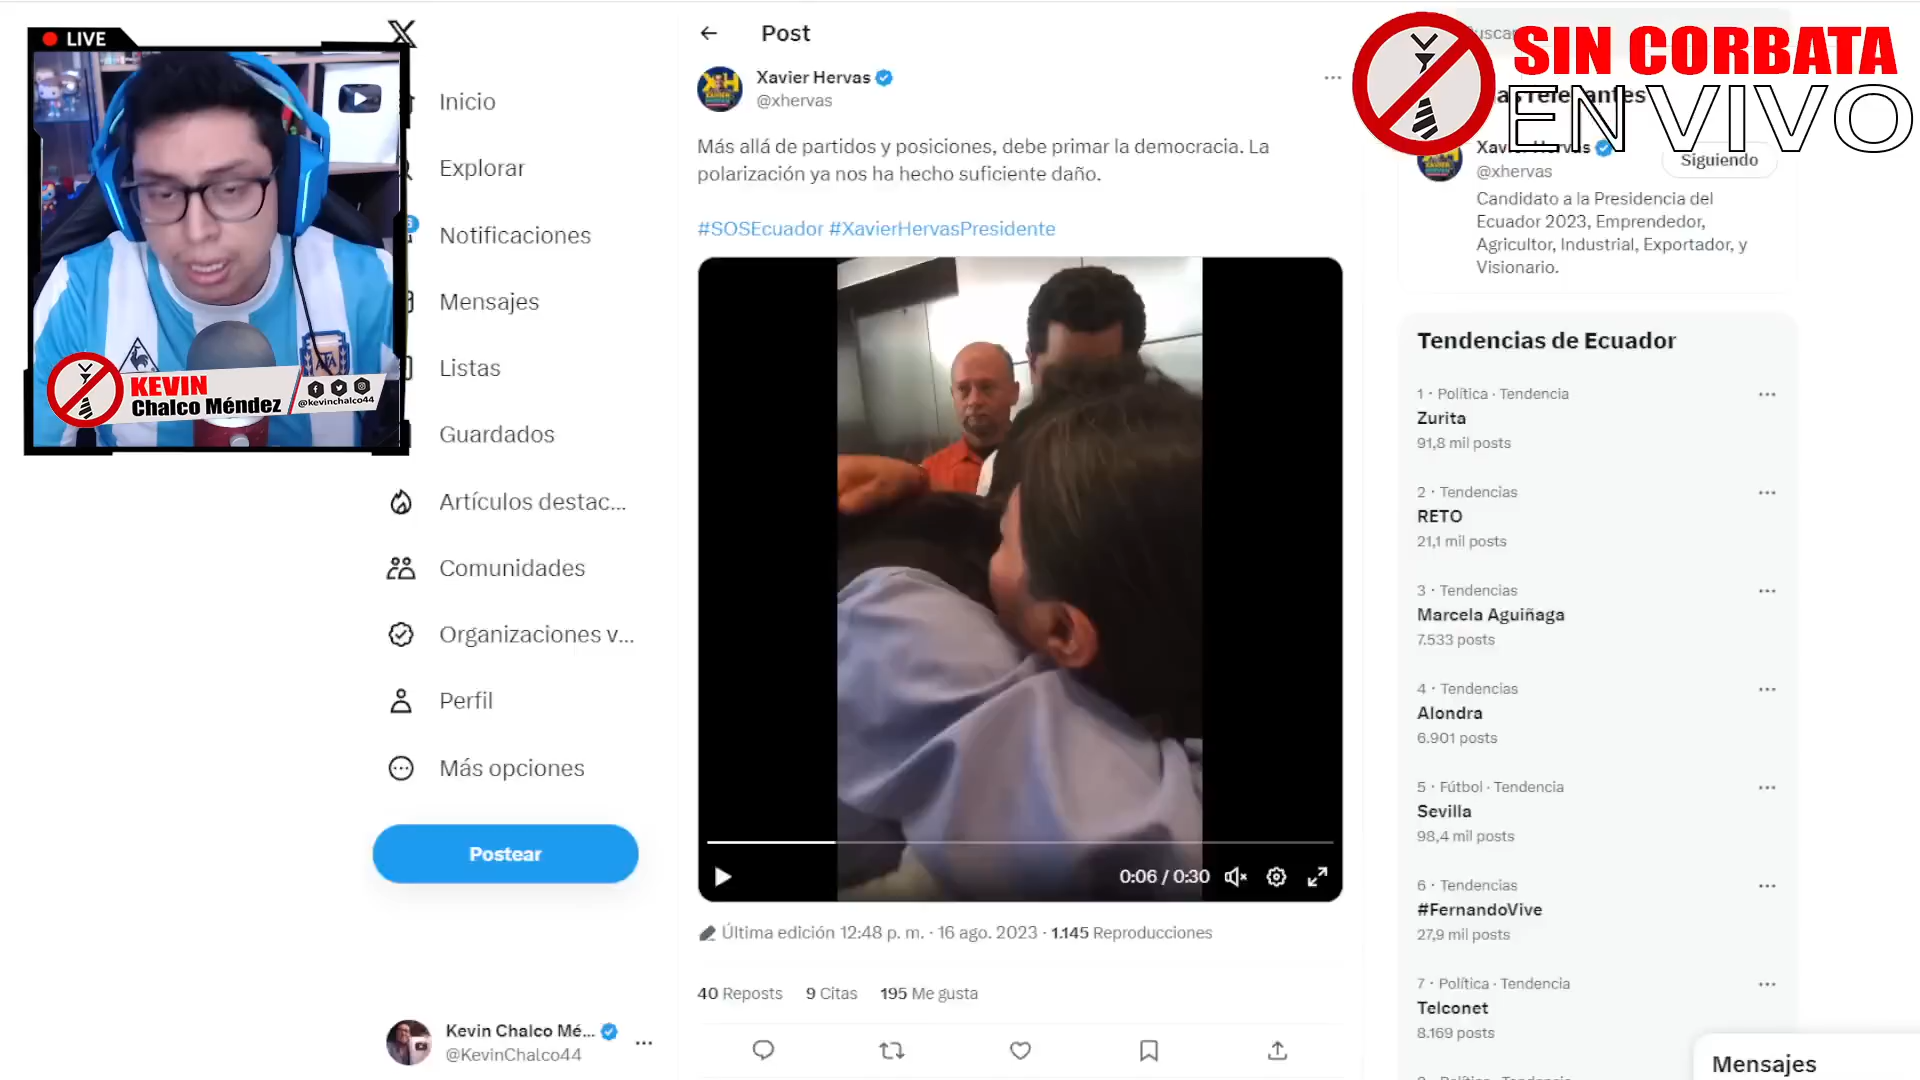 LIVE
KEVIN
Chalco Méndez
@kevinchalco44
SIN CORBATA
EN VIVO
Inicio
Explorar
Notificaciones
Mensajes
Listas
Guardados
Artículos destac...
Comunidades
Organizaciones v...
Perfil
Más opciones
Postear
Kevin Chalco Mé...
@KevinChalco44
Post
Xavier Hervas
@xhervas
Más allá de partidos y posiciones, debe primar la democracia. La
polarización ya nos ha hecho suficiente daño.
#SOSEcuador #XavierHervasPresidente
0:06 / 0:30
Última edición 12:48 p. m. · 16 ago. 2023 · 1.145 Reproducciones
40 Reposts 9 Citas 195 Me gusta
Xavier Hervas
@xhervas
Siguiendo
Candidato a la Presidencia del
Ecuador 2023, Emprendedor,
Agricultor, Industrial, Exportador, y
Visionario.
Tendencias de Ecuador
1 · Política · Tendencia
Zurita
91,8 mil posts
2 · Tendencias
RETO
21,1 mil posts
3 · Tendencias
Marcela Aguiñaga
7.533 posts
4 · Tendencias
Alondra
6.901 posts
5 · Fútbol · Tendencia
Sevilla
98,4 mil posts
6 · Tendencias
#FernandoVive
27,9 mil posts
7 · Política · Tendencia
Telconet
8.169 posts
Mensajes